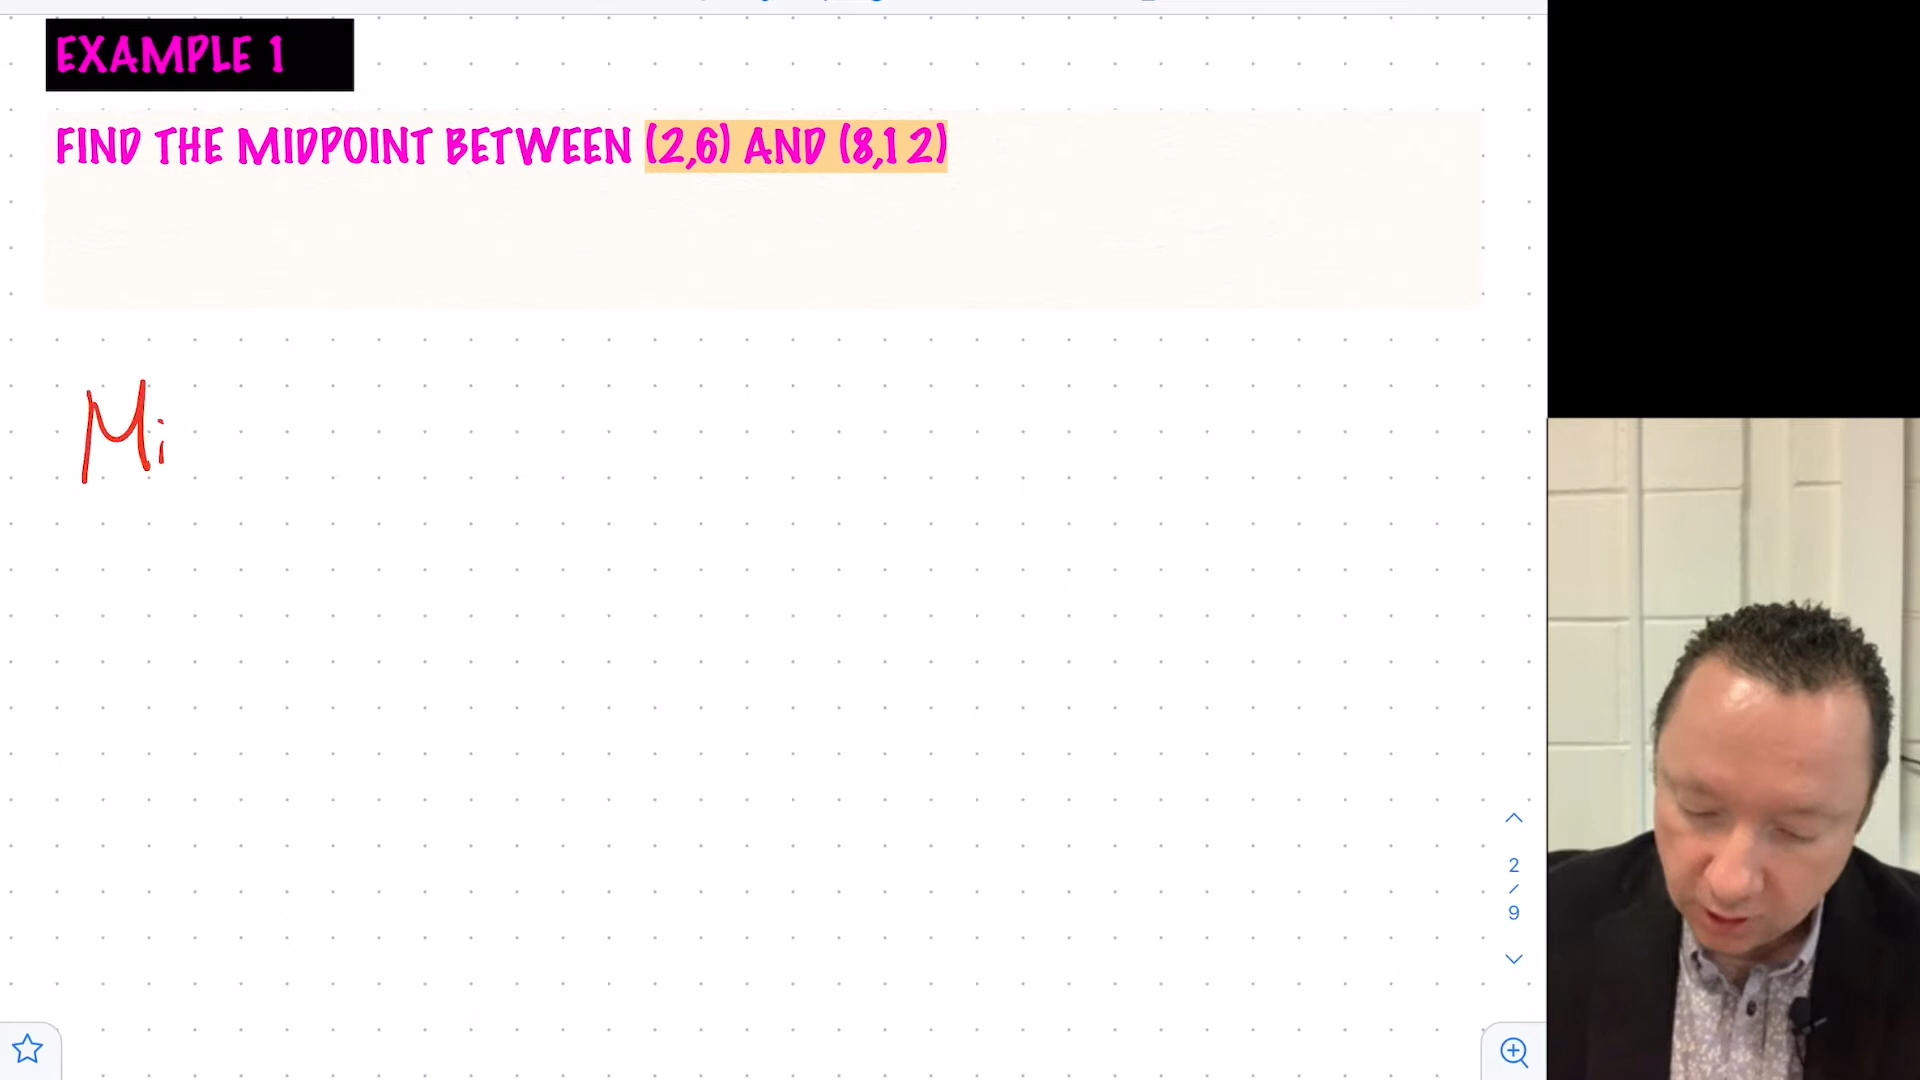 EXAMPLE 1
FIND THE MIDPOINT BETWEEN (2,6) AND (8,12)
Mi
2
/
9